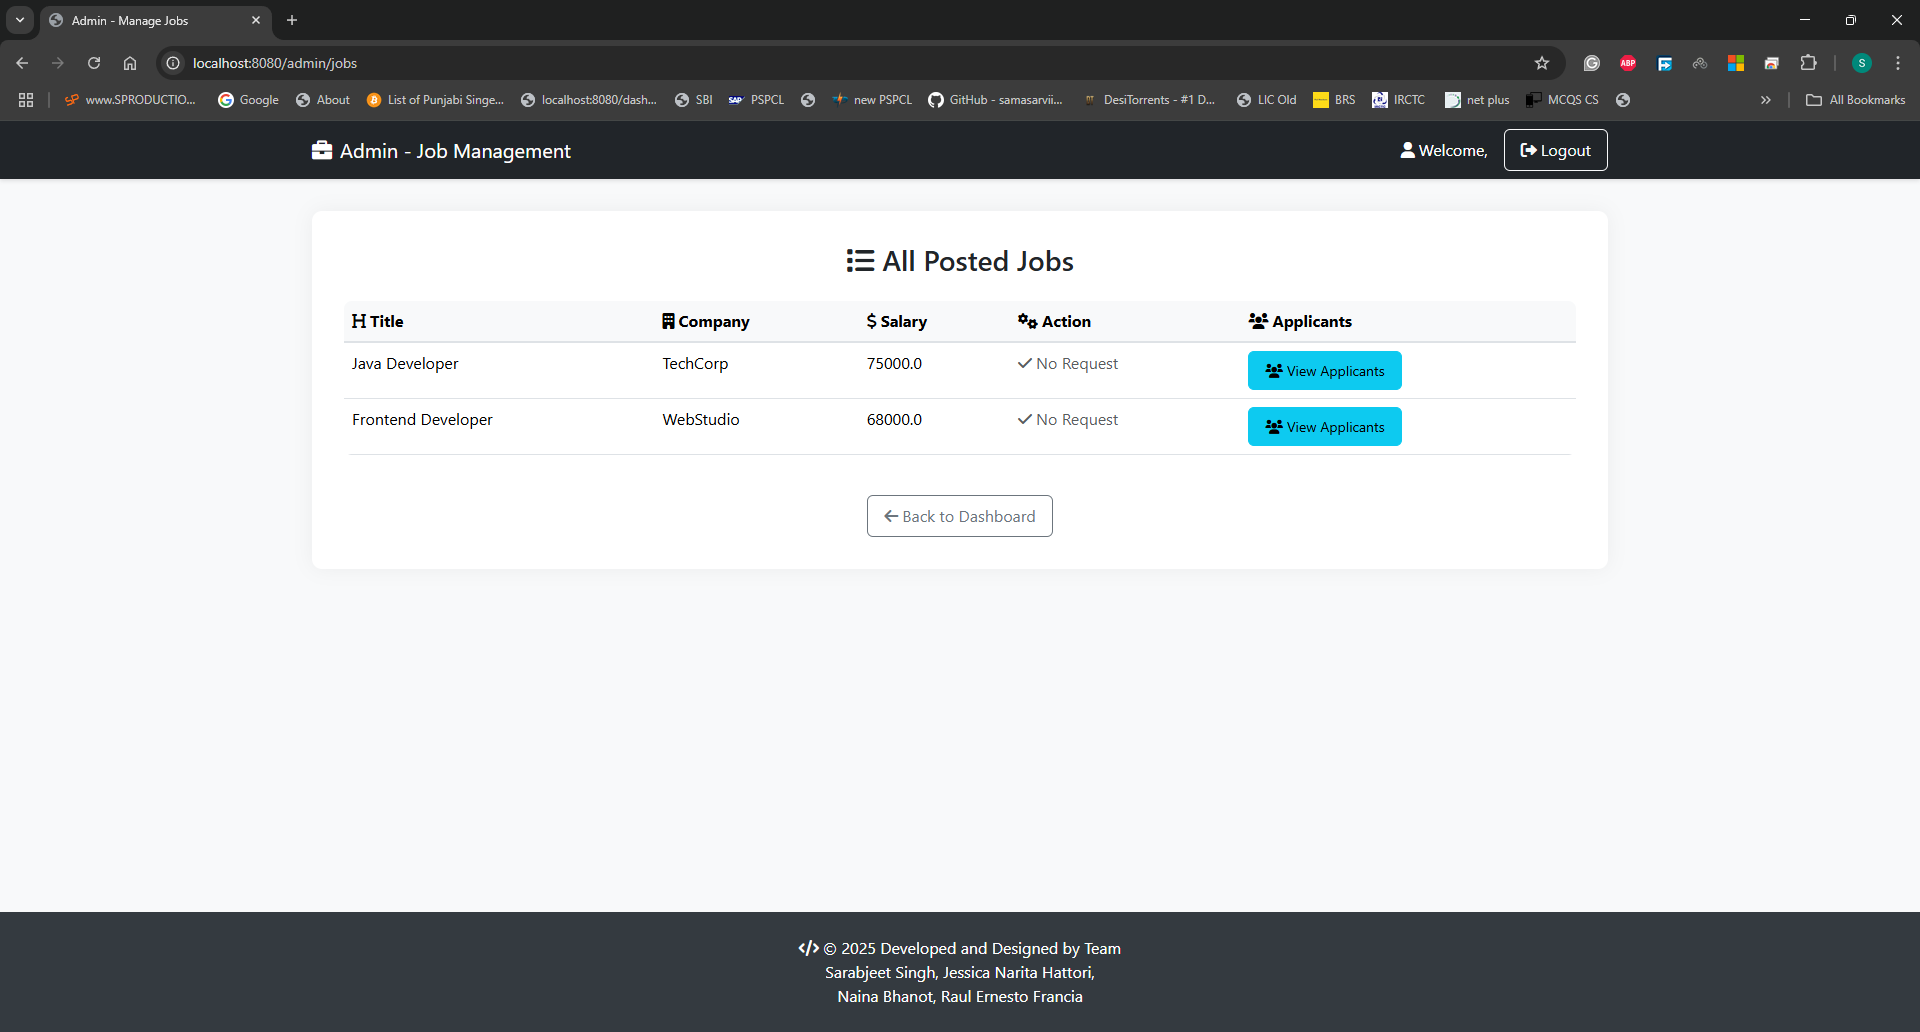 Admin - Manage Jobs
localhost:8080/admin/jobs
ABP
S
www.SPRODUCTIO... Google About List of Punjabi Singe... localhost:8080/dash... SBI SAP PSPCL new PSPCL GitHub - samasarvii... DesiTorrents - #1 D... LIC Old BRS IRCTC net plus MCQS CS All Bookmarks
Admin - Job Management Welcome, Logout
All Posted Jobs
Title Company $ Salary Action Applicants
Java Developer TechCorp 75000.0 No Request View Applicants
Frontend Developer WebStudio 68000.0 No Request View Applicants
Back to Dashboard
</> © 2025 Developed and Designed by Team
Sarabjeet Singh, Jessica Narita Hattori,
Naina Bhanot, Raul Ernesto Francia